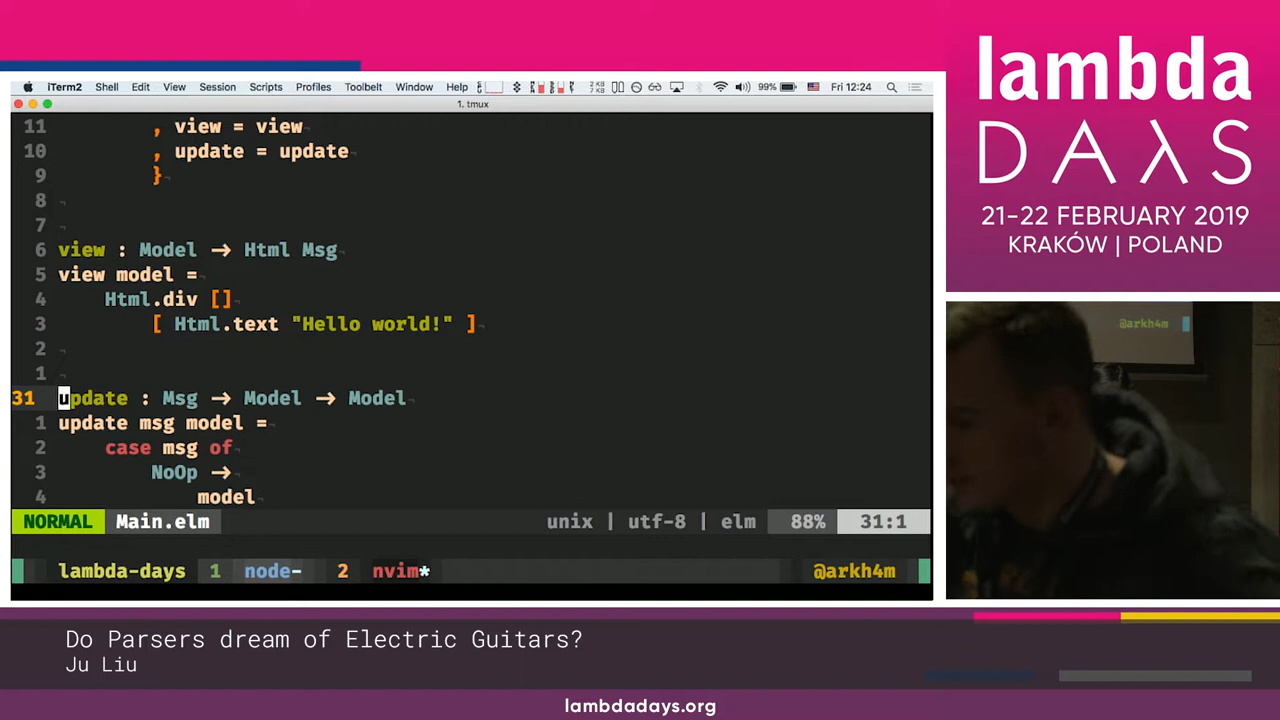 iTerm2 Shell Edit View Session Scripts Profiles Toolbelt Window Help 99% Fri 12:24
1. tmux
11 , view = view¬
10 , update = update¬
9 }¬
8 ¬
7 ¬
6 view : Model → Html Msg¬
5 view model =¬
4 Html.div []¬
3 [ Html.text "Hello world!" ]¬
2 ¬
1 ¬
31 update : Msg → Model → Model¬
1 update msg model =¬
2 case msg of¬
3 NoOp →¬
4 model¬
NORMAL Main.elm unix | utf-8 | elm 88% 31:1
lambda-days 1 node- 2 nvim* @arkh4m
lambda
DAλS
21-22 FEBRUARY 2019
KRAKÓW | POLAND
@arkh4m
Do Parsers dream of Electric Guitars?
Ju Liu
lambdadays.org